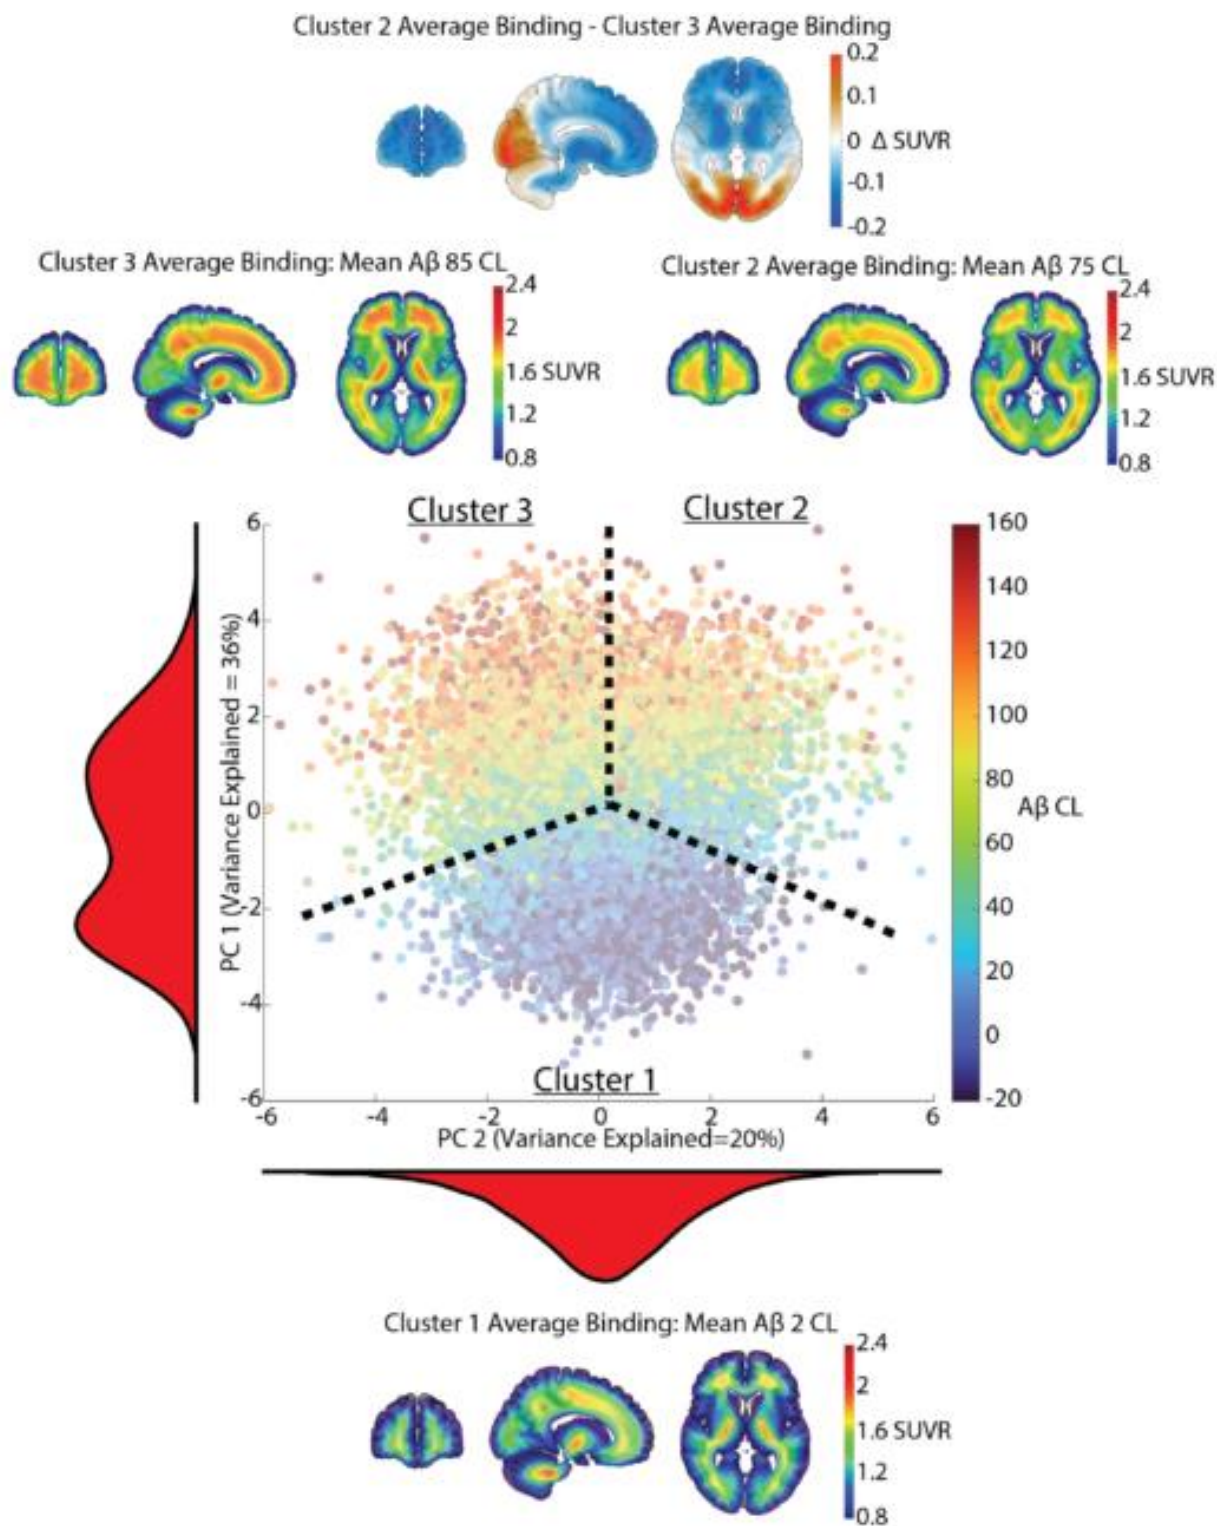 Cluster 2 Average Binding - Cluster 3 Average Binding
0.2
0.1
0 Δ SUVR
-0.1
-0.2
Cluster 3 Average Binding: Mean Aβ 85 CL
2.4
2
1.6 SUVR
1.2
0.8
Cluster 2 Average Binding: Mean Aβ 75 CL
2.4
2
1.6 SUVR
1.2
0.8
Cluster 3
Cluster 2
PC 1 (Variance Explained = 36%)
6
4
2
0
-2
-4
-6
160
140
120
100
80
60
40
20
0
-20
Aβ CL
Cluster 1
-6
-4
-2
0
2
4
6
PC 2 (Variance Explained=20%)
Cluster 1 Average Binding: Mean Aβ 2 CL
2.4
2
1.6 SUVR
1.2
0.8